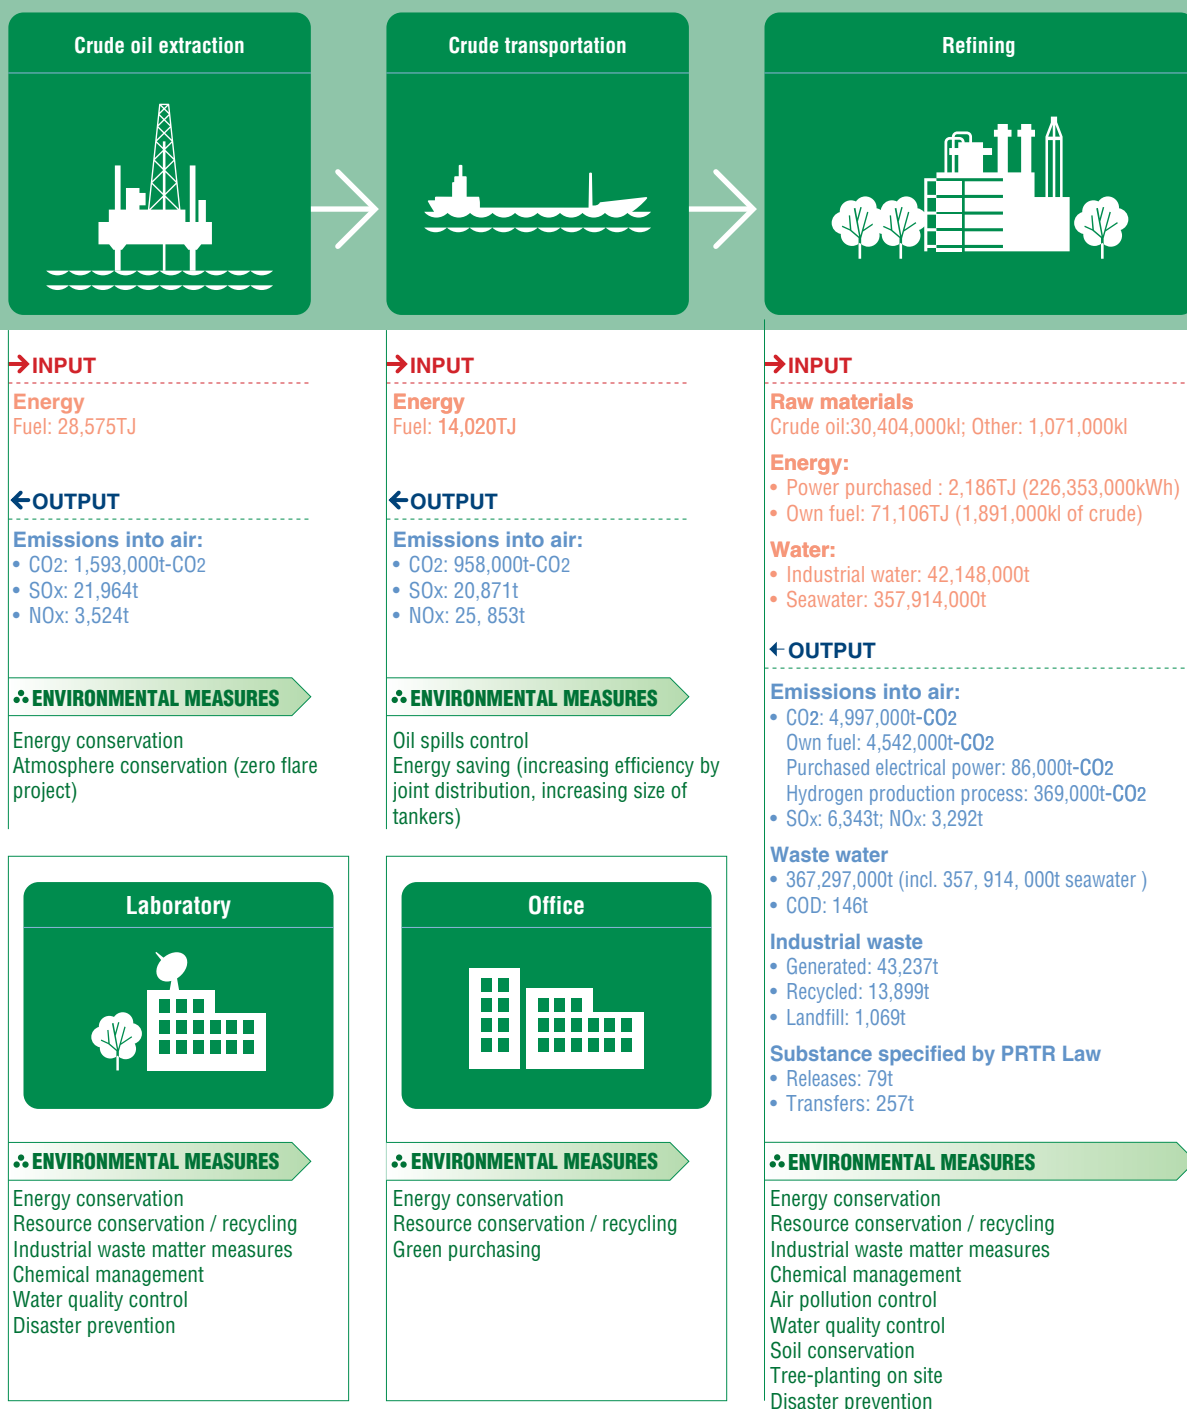 Crude oil extraction
INPUT
Energy
Fuel: 28,575TJ
OUTPUT
Emissions into air:
• CO2: 1,593,000t-CO2
• SOx: 21,964t
• NOx: 3,524t
ENVIRONMENTAL MEASURES
Energy conservation
Atmosphere conservation (zero flare
project)
Crude transportation
INPUT
Energy
Fuel: 14,020TJ
OUTPUT
Emissions into air:
• CO2: 958,000t-CO2
• SOx: 20,871t
• NOx: 25, 853t
ENVIRONMENTAL MEASURES
Oil spills control
Energy saving (increasing efficiency by
joint distribution, increasing size of
tankers)
Refining
INPUT
Raw materials
Crude oil:30,404,000kl; Other: 1,071,000kl
Energy:
• Power purchased : 2,186TJ (226,353,000kWh)
• Own fuel: 71,106TJ (1,891,000kl of crude)
Water:
• Industrial water: 42,148,000t
• Seawater: 357,914,000t
OUTPUT
Emissions into air:
• CO2: 4,997,000t-CO2
Own fuel: 4,542,000t-CO2
Purchased electrical power: 86,000t-CO2
Hydrogen production process: 369,000t-CO2
• SOx: 6,343t; NOx: 3,292t
Waste water
• 367,297,000t (incl. 357, 914, 000t seawater )
• COD: 146t
Industrial waste
• Generated: 43,237t
• Recycled: 13,899t
• Landfill: 1,069t
Substance specified by PRTR Law
• Releases: 79t
• Transfers: 257t
ENVIRONMENTAL MEASURES
Energy conservation
Resource conservation / recycling
Industrial waste matter measures
Chemical management
Air pollution control
Water quality control
Soil conservation
Tree-planting on site
Disaster prevention
Laboratory
ENVIRONMENTAL MEASURES
Energy conservation
Resource conservation / recycling
Industrial waste matter measures
Chemical management
Water quality control
Disaster prevention
Office
ENVIRONMENTAL MEASURES
Energy conservation
Resource conservation / recycling
Green purchasing